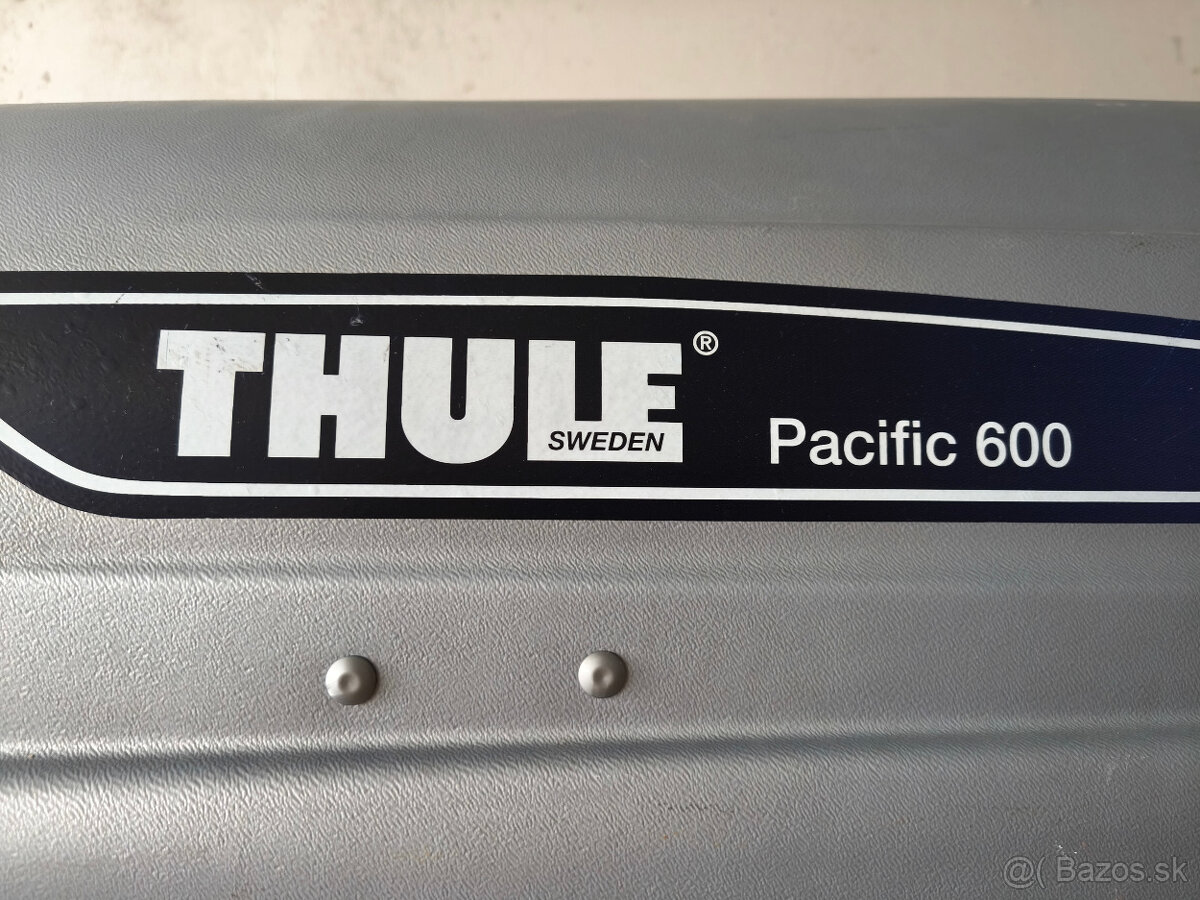 THULE®
SWEDEN
Pacific 600
@( Bazos.sk